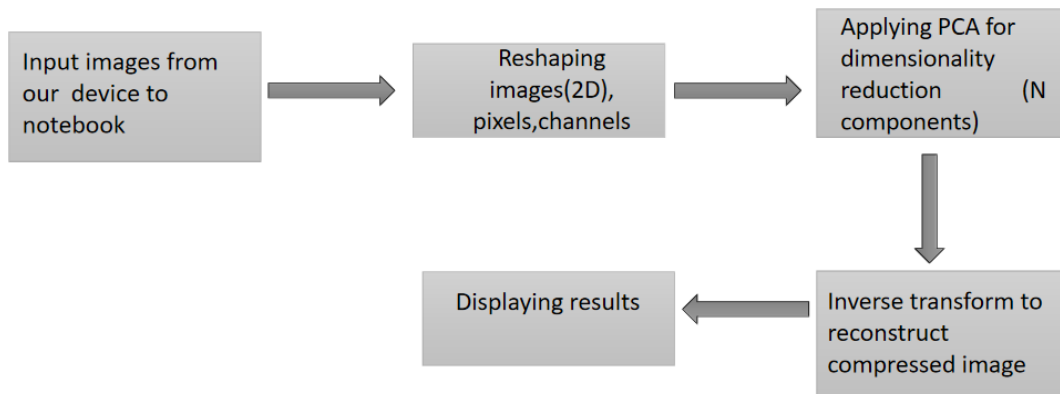 Input images from
our device to
notebook
Reshaping
images(2D),
pixels,channels
Applying PCA for
dimensionality
reduction (N
components)
Inverse transform to
reconstruct
compressed image
Displaying results